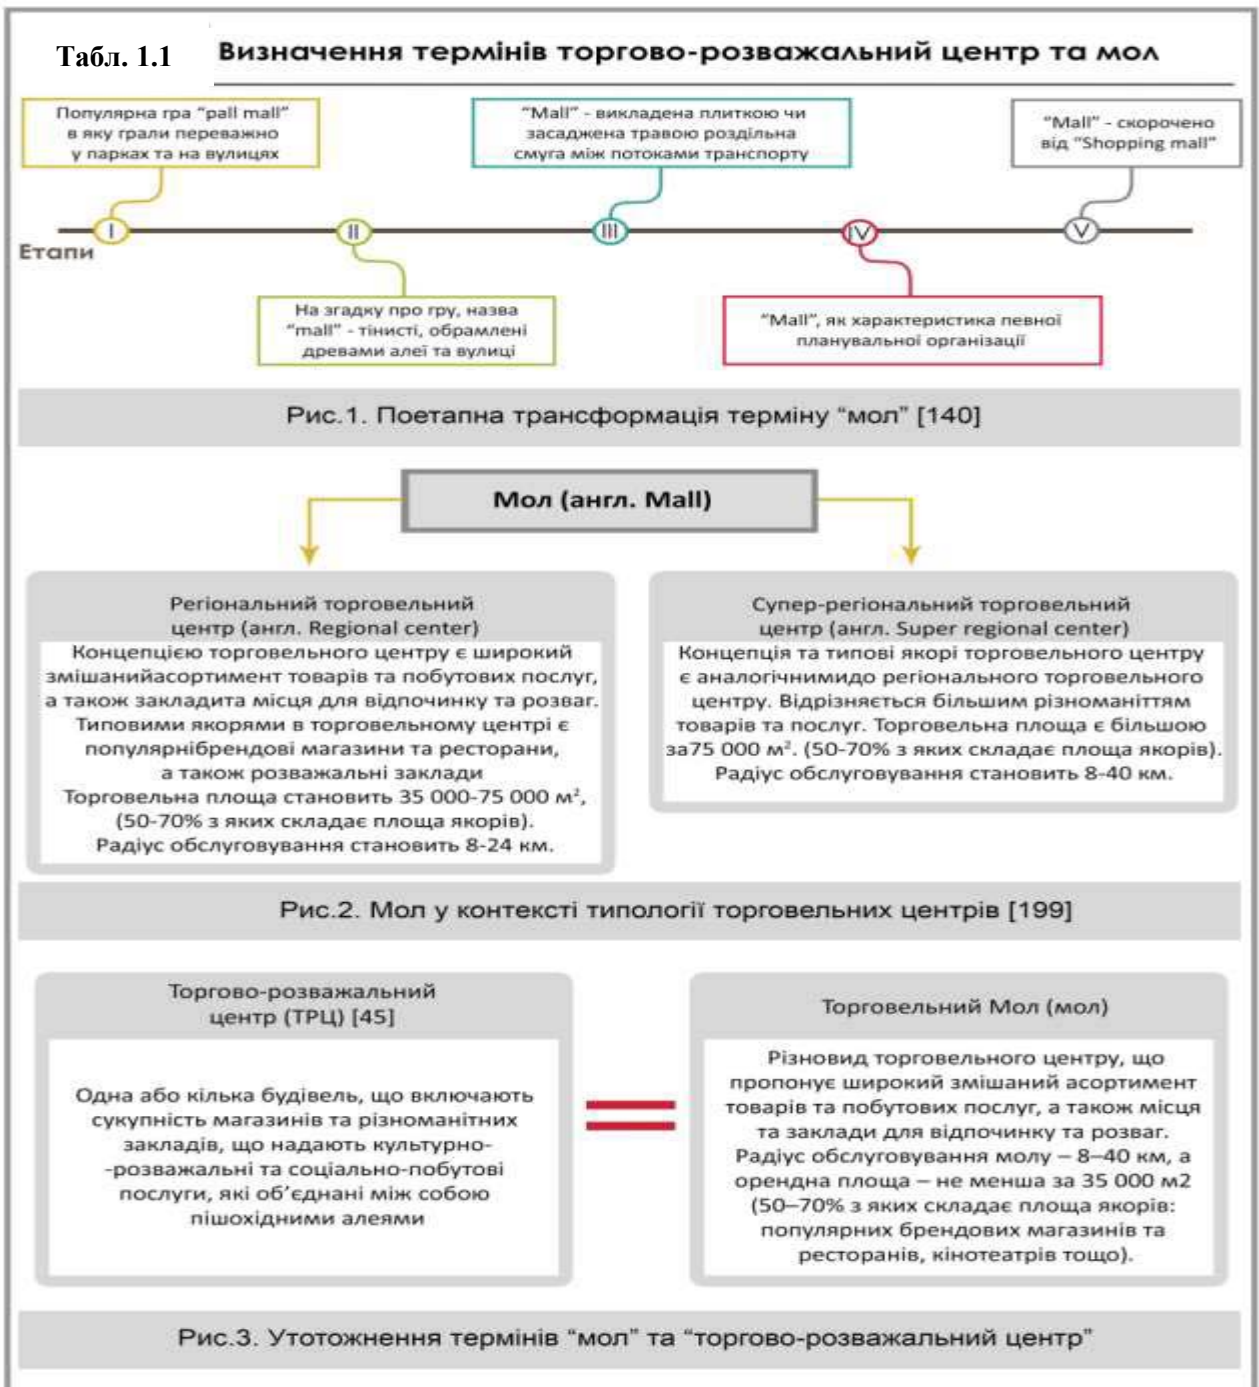 Табл. 1.1
Визначення термінів торгово-розважальний центр та мол
Популярна гра “pall mall”
в яку грали переважно
у парках та на вулицях
“Mall” - викладена плиткою чи
засаджена травою роздільна
смуга між потоками транспорту
“Mall” - скорочено
від “Shopping mall”
I
II
III
IV
V
Етапи
На згадку про гру, назва
“mall” - тінисті, обрамлені
древами алеї та вулиці
“Mall”, як характеристика певної
планувальної організації
Рис.1. Поетапна трансформація терміну “мол” [140]
Мол (англ. Mall)
Регіональний торговельний
центр (англ. Regional center)
Концепцією торговельного центру є широкий
змішанийасортимент товарів та побутових послуг,
а також закладита місця для відпочинку та розваг.
Типовими якорями в торговельному центрі є
популярнібрендові магазини та ресторани,
а також розважальні заклади
Торговельна площа становить 35 000-75 000 м²,
(50-70% з яких складає площа якорів).
Радіус обслуговування становить 8-24 км.
Супер-регіональний торговельний
центр (англ. Super regional center)
Концепція та типові якорі торговельного центру
є аналогічнимидо регіонального торговельного
центру. Відрізняється більшим різноманіттям
товарів та послуг. Торговельна площа є більшою
за75 000 м². (50-70% з яких складає площа якорів).
Радіус обслуговування становить 8-40 км.
Рис.2. Мол у контексті типології торговельних центрів [199]
Торгово-розважальний
центр (ТРЦ) [45]
Одна або кілька будівель, що включають
сукупність магазинів та різноманітних
закладів, що надають культурно-
-розважальні та соціально-побутові
послуги, які об’єднані між собою
пішохідними алеями
Торговельний Мол (мол)
Різновид торговельного центру, що
пропонує широкий змішаний асортимент
товарів та побутових послуг, а також місця
та заклади для відпочинку та розваг.
Радіус обслуговування молу – 8–40 км, а
орендна площа – не менша за 35 000 м2
(50–70% з яких складає площа якорів:
популярних брендових магазинів та
ресторанів, кінотеатрів тощо).
Рис.3. Утотожнення термінів “мол” та “торгово-розважальний центр”